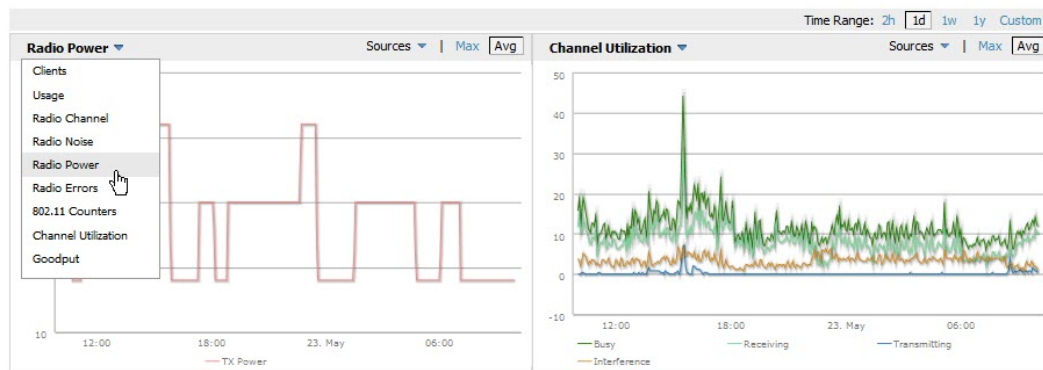 Time Range: 2h 1d 1w 1y Custom
Radio Power
Sources | Max Avg
Clients
Usage
Radio Channel
Radio Noise
Radio Power
Radio Errors
802.11 Counters
Channel Utilization
Goodput
10
12:00 18:00 23. May 06:00
TX Power
Channel Utilization
Sources | Max Avg
50
40
30
20
10
0
-10
12:00 18:00 23. May 06:00
Busy Receiving Transmitting
Interference